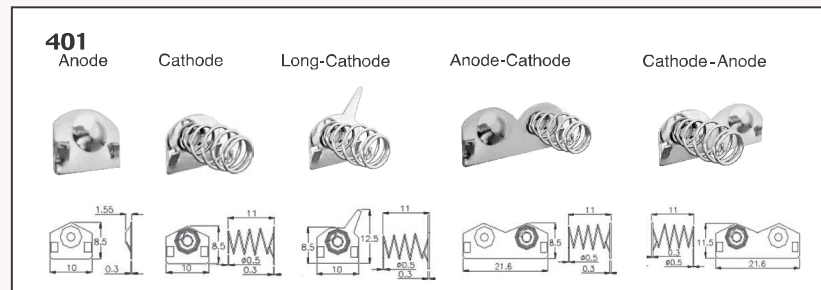 401
Anode Cathode Long-Cathode Anode-Cathode Cathode-Anode
1.55 8.5 10 0.3
11 8.5 10 ø0.5 0.3
11 8.5 12.5 10 ø0.5 0.3
11 8.5 21.6 ø0.5 0.3
11 0.3 ø0.5 11.5 21.6